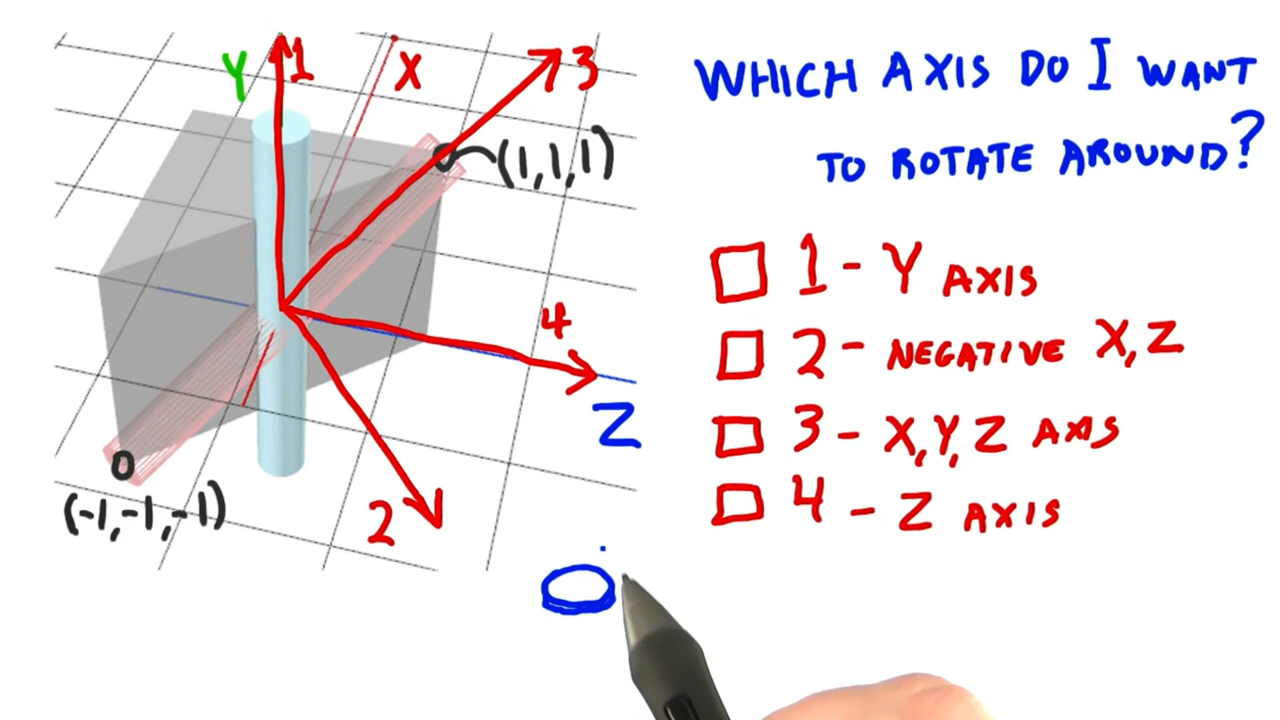 Y
1
X
3
(1,1,1)
4
Z
2
(-1,-1,-1)
WHICH AXIS DO I WANT
TO ROTATE AROUND?
1 - Y AXIS
2 - NEGATIVE X, Z
3 - X, Y, Z AXIS
4 - Z AXIS